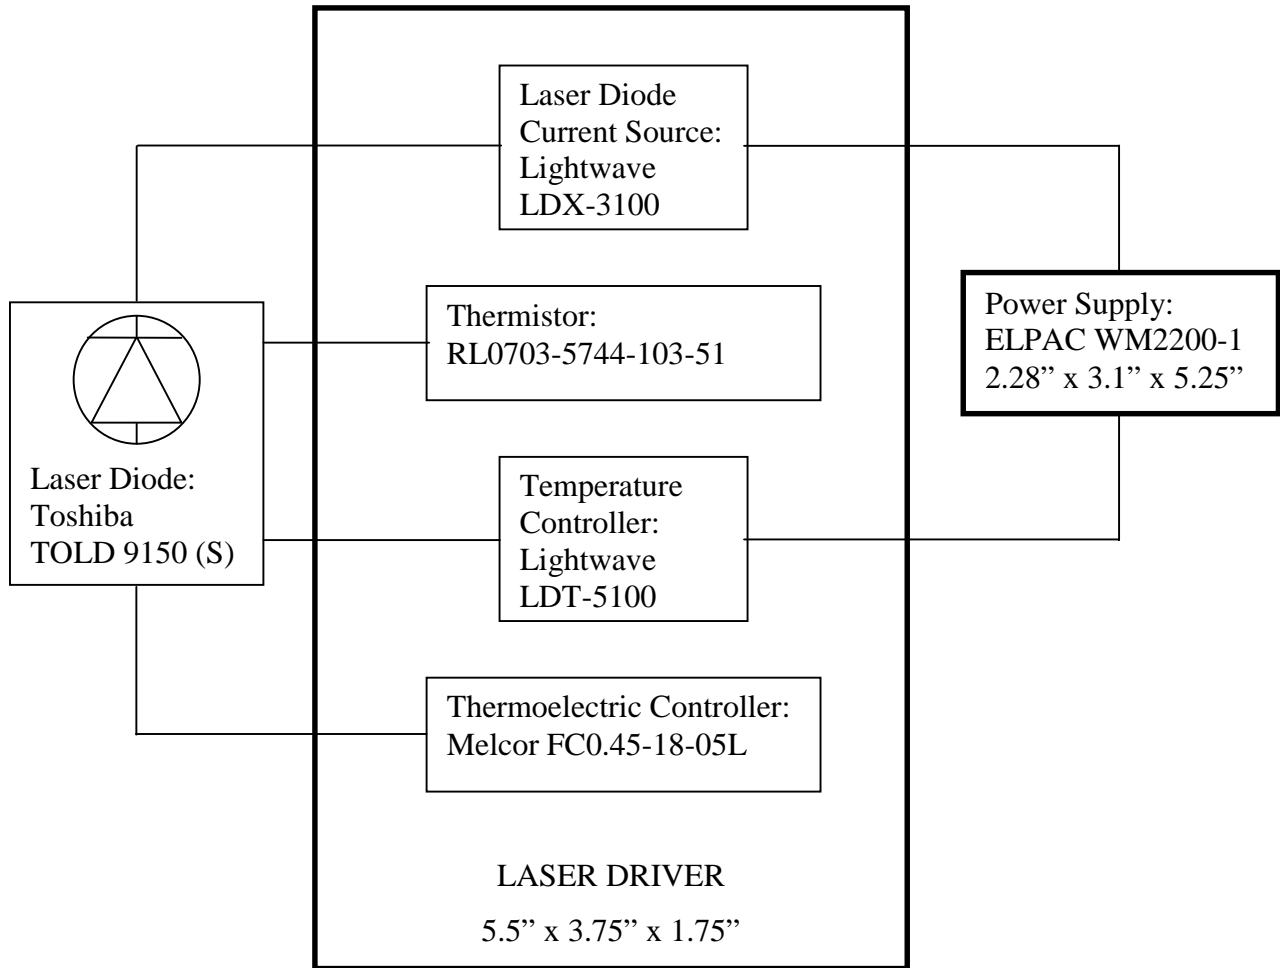 Laser Diode
Current Source:
Lightwave
LDX-3100
Thermistor:
RL0703-5744-103-51
Power Supply:
ELPAC WM2200-1
2.28” x 3.1” x 5.25”
Laser Diode:
Toshiba
TOLD 9150 (S)
Temperature
Controller:
Lightwave
LDT-5100
Thermoelectric Controller:
Melcor FC0.45-18-05L
LASER DRIVER
5.5” x 3.75” x 1.75”